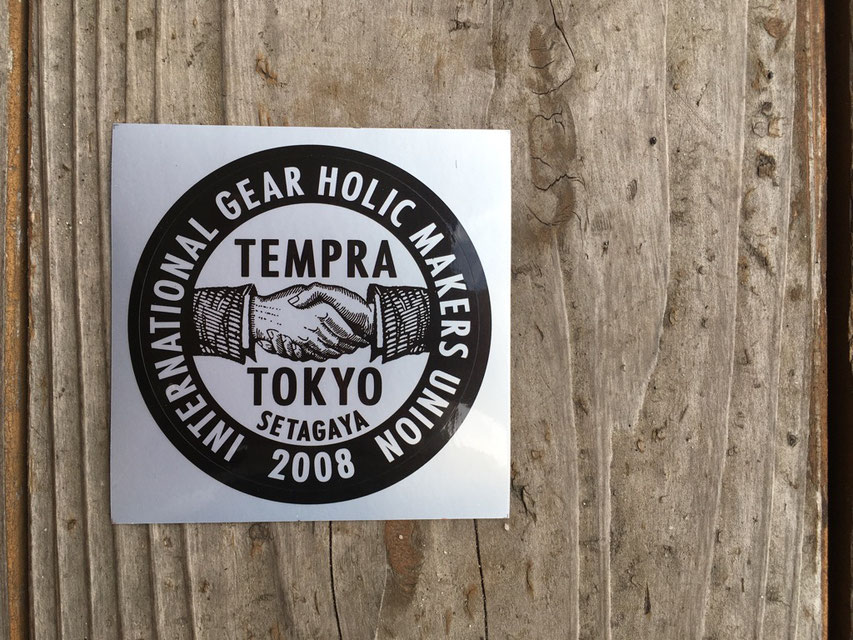 INTERNATIONAL GEAR HOLIC MAKERS UNION
TEMPRA
TOKYO
SETAGAYA
2008